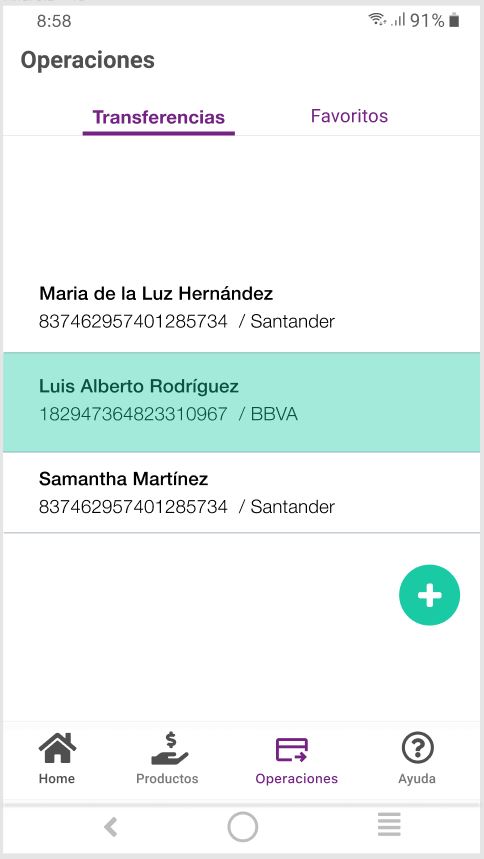 8:58
91%
Operaciones
Transferencias Favoritos
Maria de la Luz Hernández
837462957401285734 / Santander
Luis Alberto Rodríguez
182947364823310967 / BBVA
Samantha Martínez
837462957401285734 / Santander
Home Productos Operaciones Ayuda